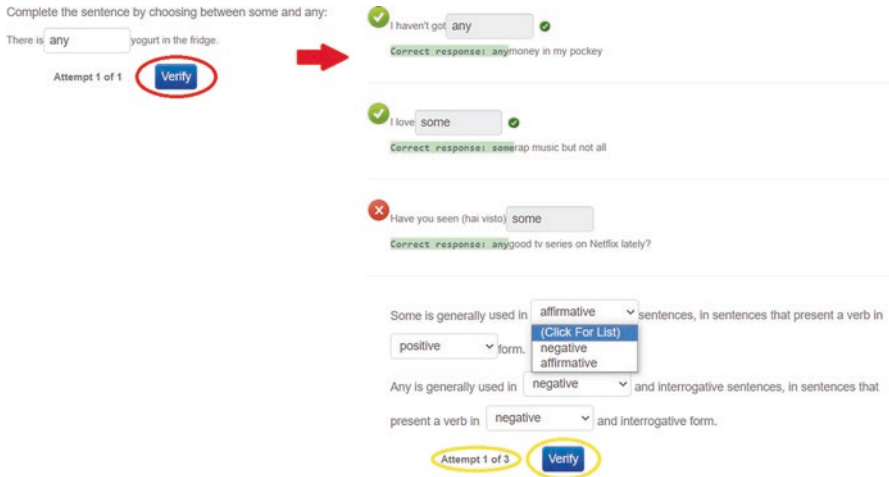 Complete the sentence by choosing between some and any:
There is any yogurt in the fridge.
Attempt 1 of 1 Verify
I haven't got any
Correct response: anymoney in my pockey
I love some
Correct response: somerap music but not all
Have you seen (hai visto) some
Correct response: anygood tv series on Netflix lately?
Some is generally used in affirmative sentences, in sentences that present a verb in
(Click For List)
positive form. negative
affirmative
Any is generally used in negative and interrogative sentences, in sentences that
present a verb in negative and interrogative form.
Attempt 1 of 3 Verify